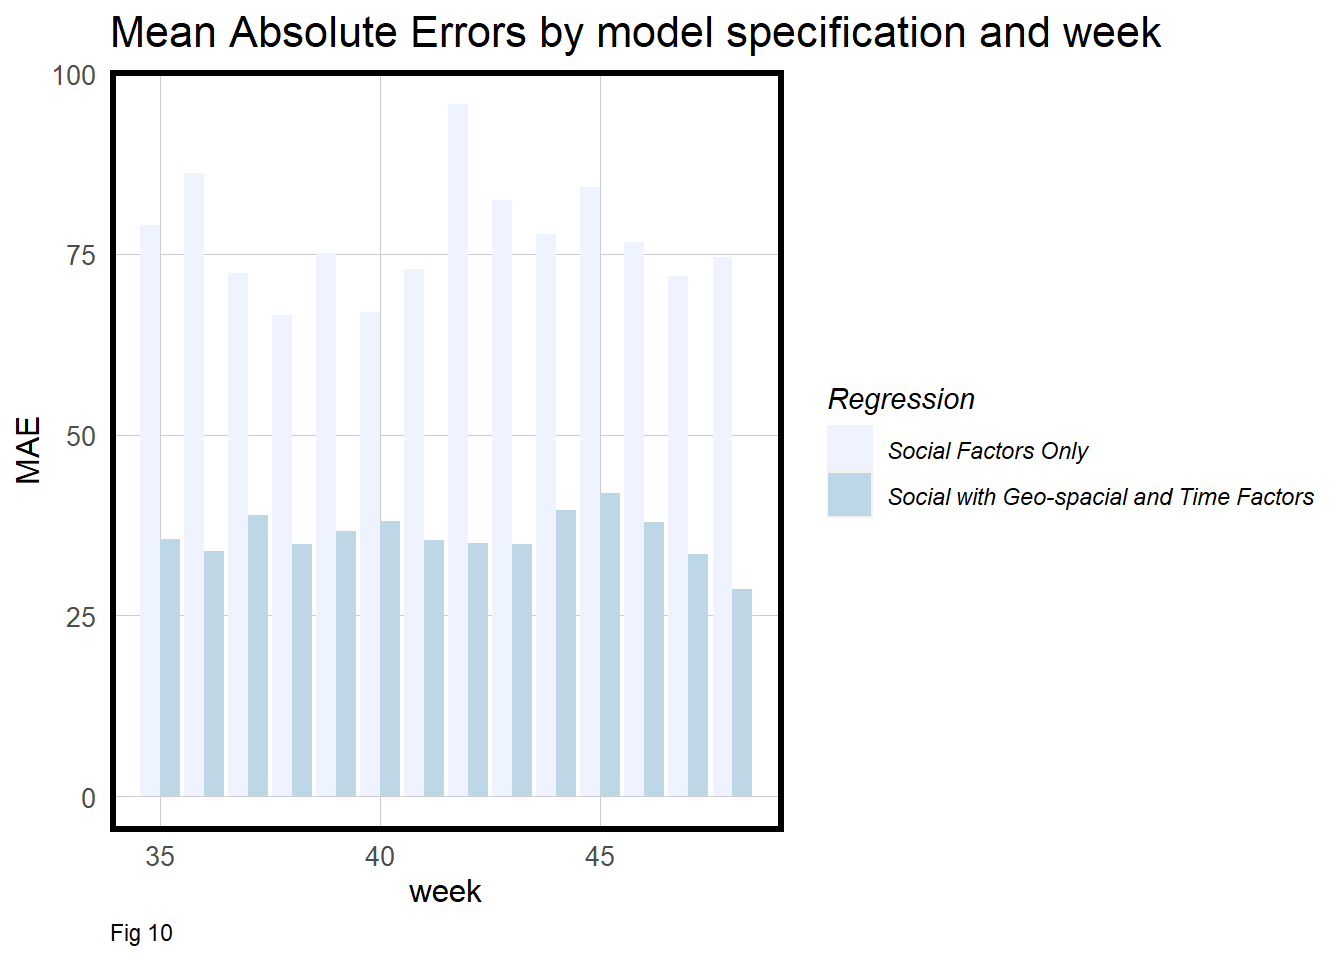 Mean Absolute Errors by model specification and week
100
75
50
25
0
MAE
35 40 45
week
Regression
Social Factors Only
Social with Geo-spacial and Time Factors
Fig 10